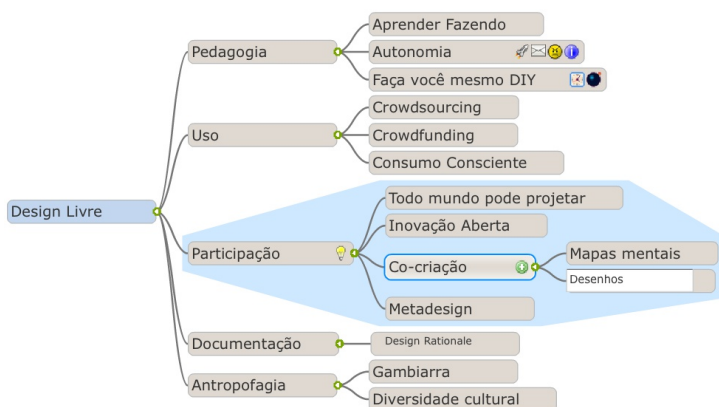 Design Livre
Pedagogia
Aprender Fazendo
Autonomia
Faça você mesmo DIY
Uso
Crowdsourcing
Crowdfunding
Consumo Consciente
Participação
Todo mundo pode projetar
Inovação Aberta
Co-criação
Mapas mentais
Desenhos
Metadesign
Documentação
Design Rationale
Antropofagia
Gambiarra
Diversidade cultural